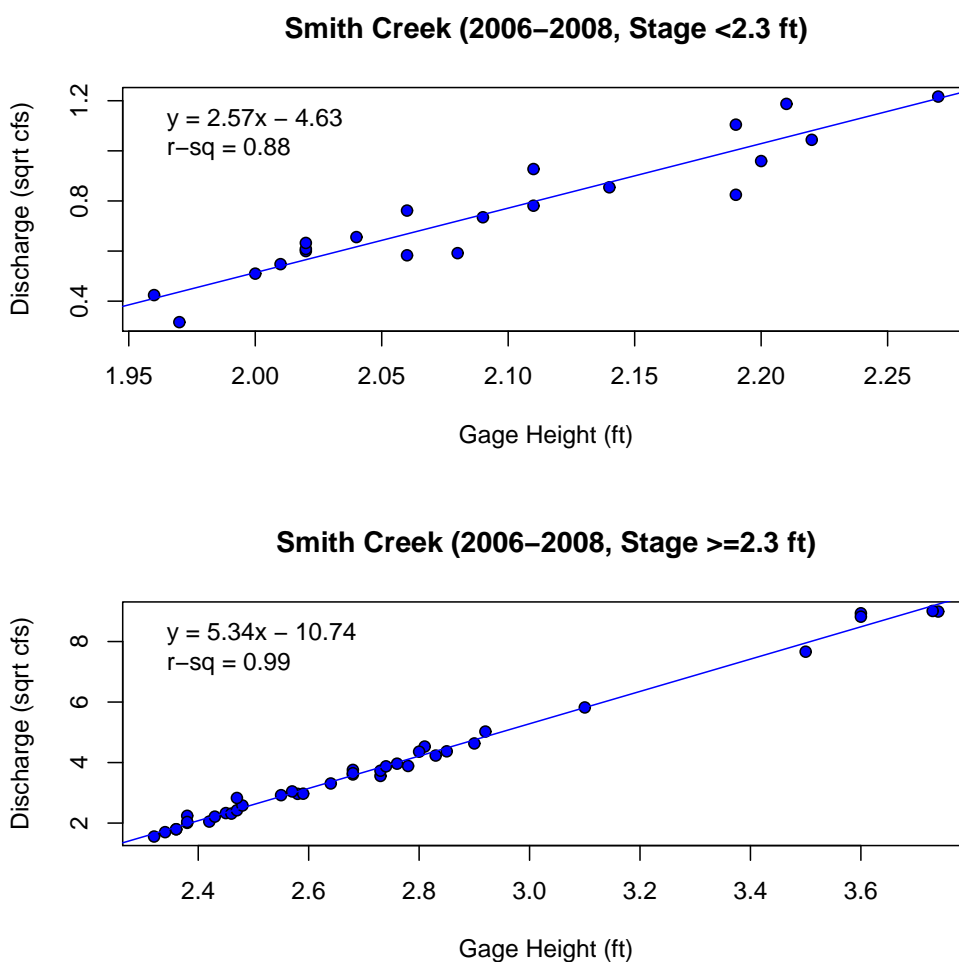 Smith Creek (2006−2008, Stage <2.3 ft)
y = 2.57x − 4.63
r−sq = 0.88
Discharge (sqrt cfs)
1.2
0.8
0.4
1.95 2.00 2.05 2.10 2.15 2.20 2.25
Gage Height (ft)
Smith Creek (2006−2008, Stage >=2.3 ft)
y = 5.34x − 10.74
r−sq = 0.99
Discharge (sqrt cfs)
8
6
4
2
2.4 2.6 2.8 3.0 3.2 3.4 3.6
Gage Height (ft)